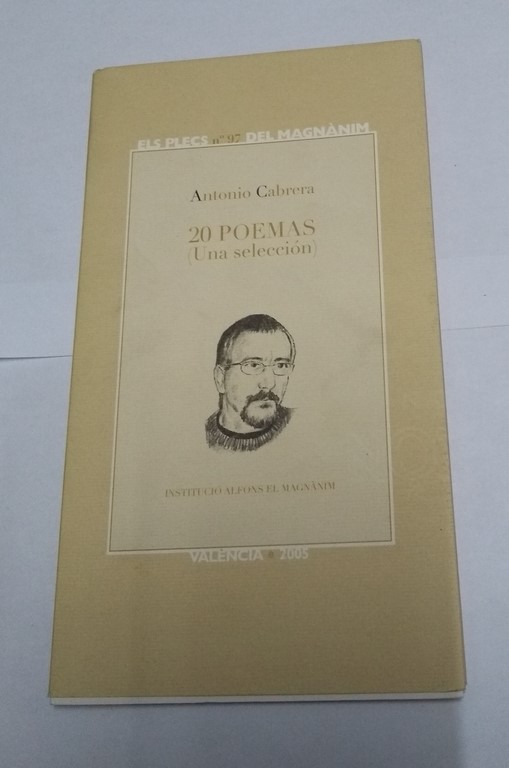 ELS PLECS nº 97 DEL MAGNÀNIM
Antonio Cabrera
20 POEMAS
(Una selección)
INSTITUCIÓ ALFONS EL MAGNÀNIM
VALÈNCIA • 2005